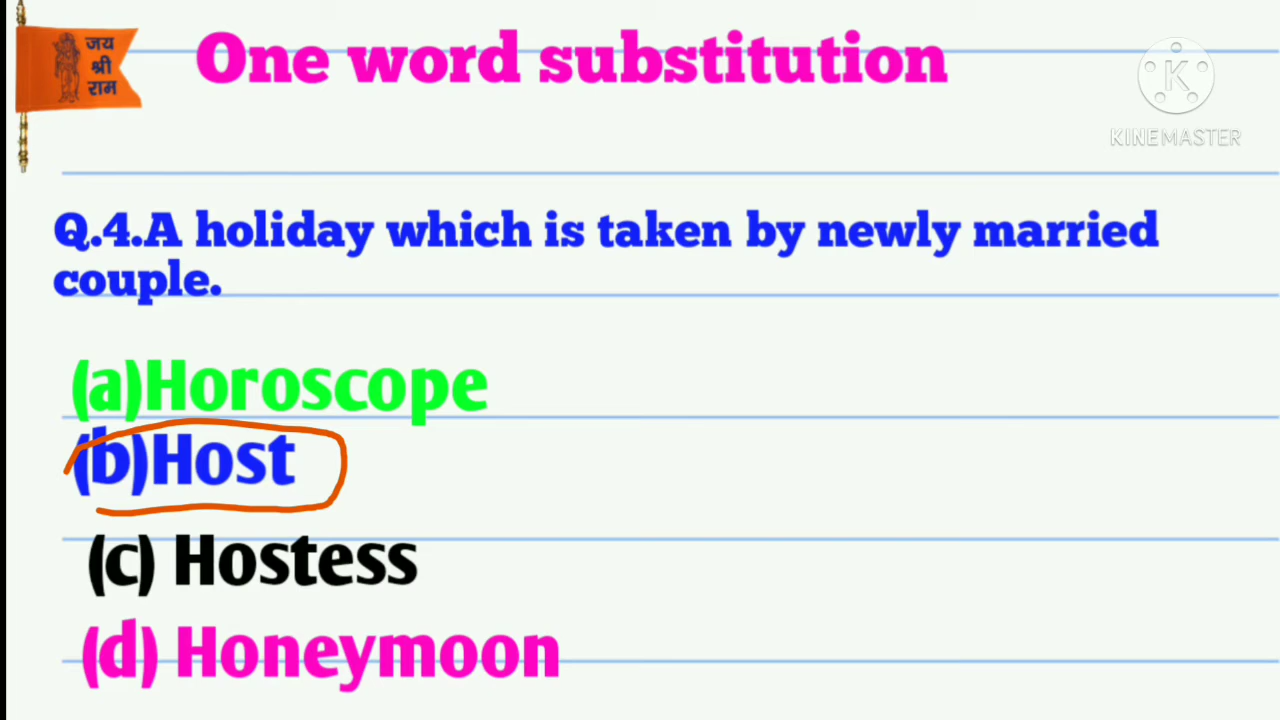 जय
श्री
राम
One word substitution
K
KINEMASTER
Q.4.A holiday which is taken by newly married
couple.
(a)Horoscope
(b)Host
(c) Hostess
(d) Honeymoon